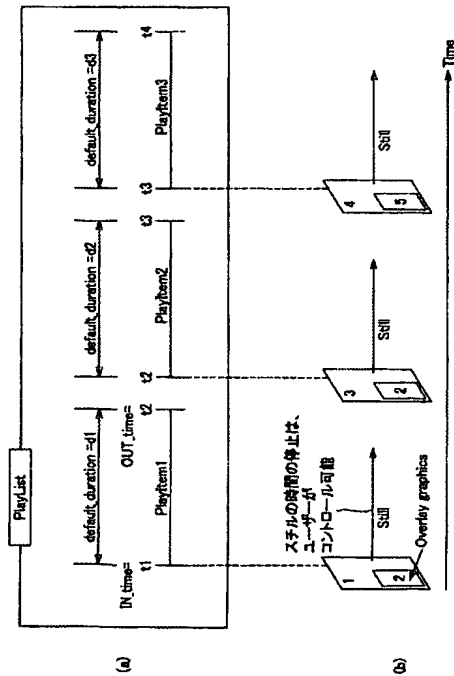 PlayList
(a)
default_duration =d1
default_duration =d2
default_duration =d3
IN_time=
OUT_time=
t1
t2
t2
t3
t3
t4
PlayItem1
PlayItem2
PlayItem3
(b)
スチルの時間の停止は、
ユーザーが
コントロール可能
1
2
Still
3
2
Still
4
5
Still
Overlay graphics
Time